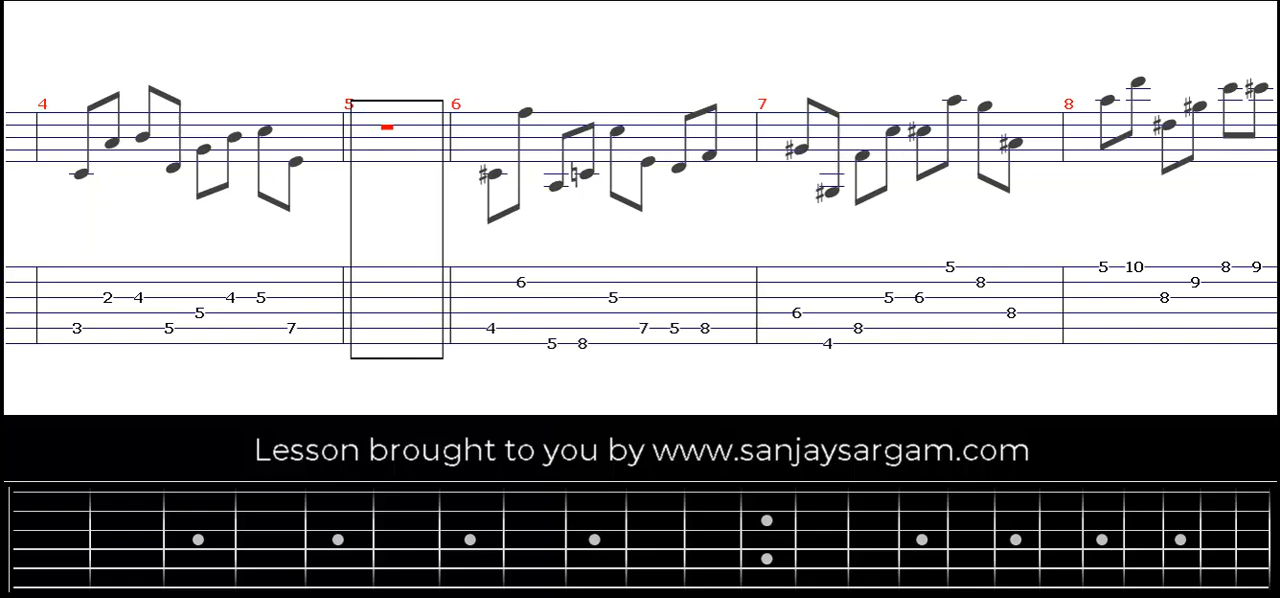 4 5 6 7 8
5 5 10 8 9
6 8 9
2 4 4 5 5 5 6 8
5 6 8
3 5 7 4 7 5 8 8
5 8 4
Lesson brought to you by www.sanjaysargam.com